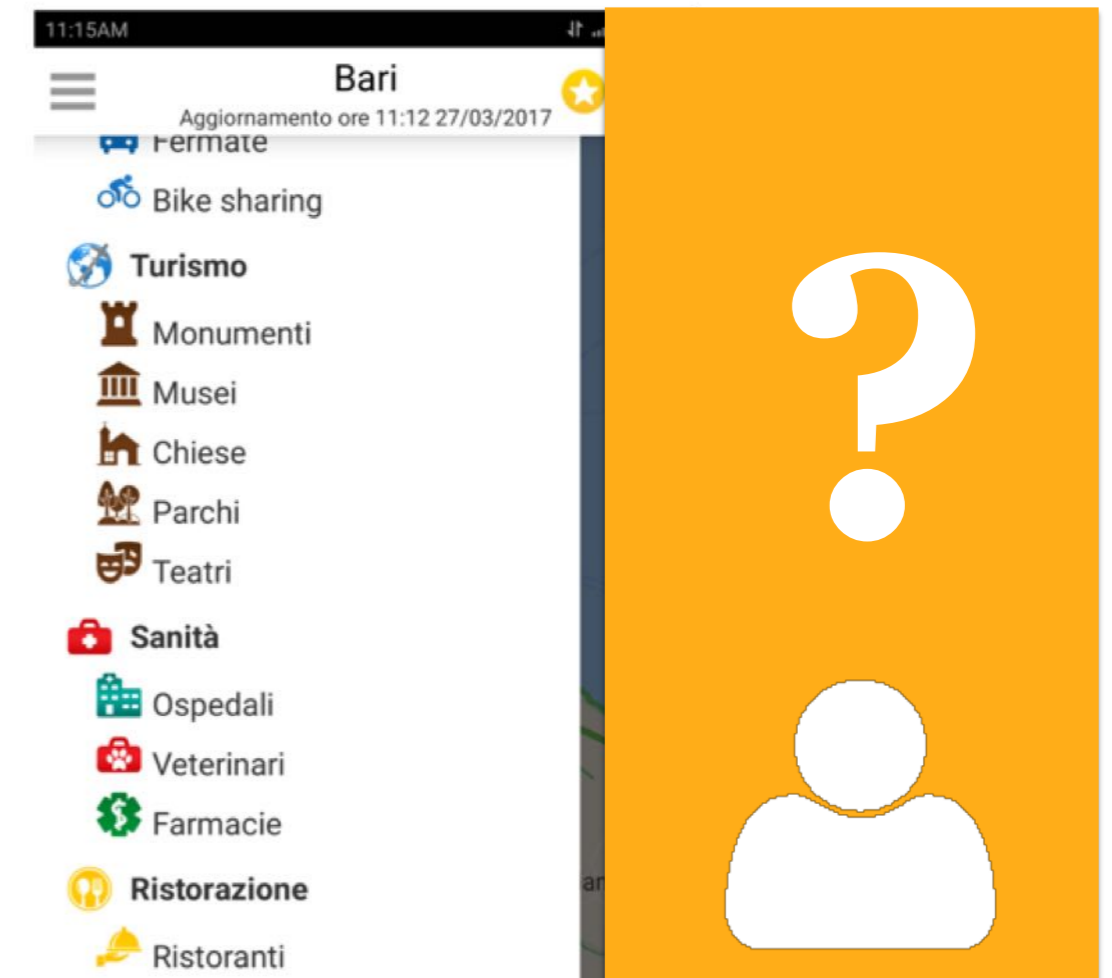 11:15AM
Bari
Aggiornamento ore 11:12 27/03/2017
Fermate
Bike sharing
Turismo
Monumenti
Musei
Chiese
Parchi
Teatri
Sanità
Ospedali
Veterinari
Farmacie
Ristorazione
Ristoranti
?